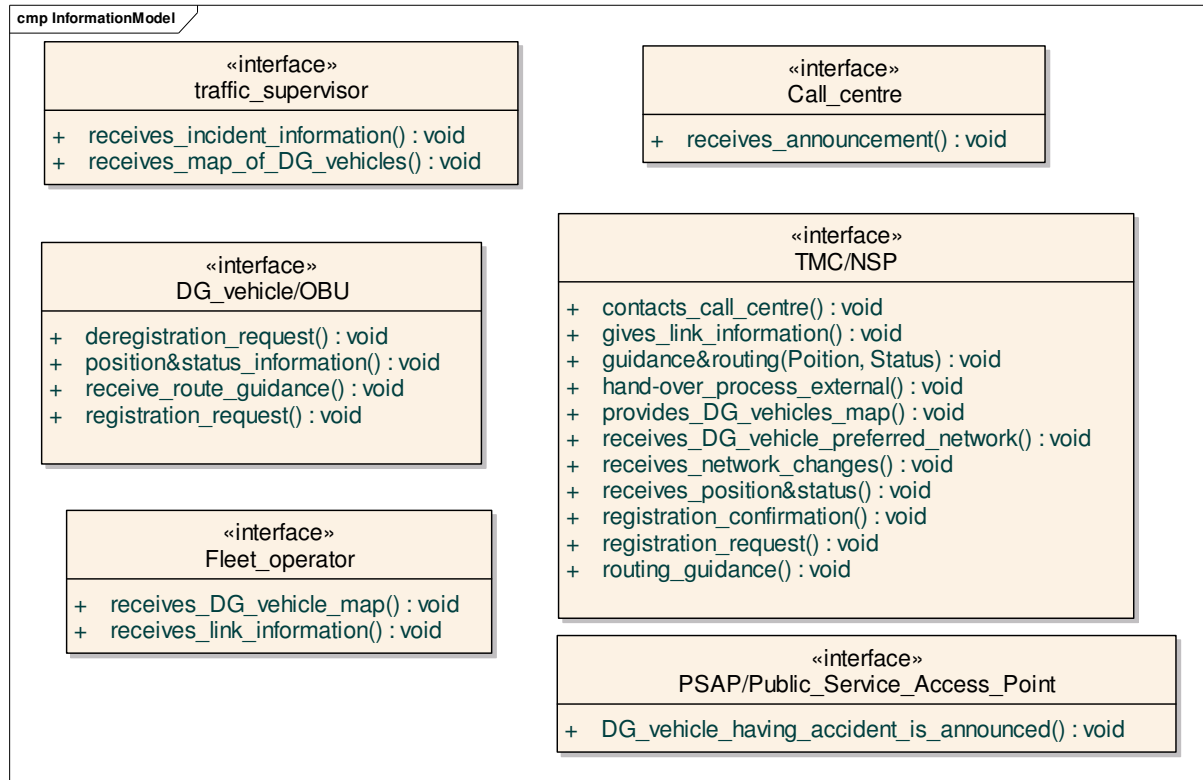 cmp InformationModel
«interface»
traffic_supervisor
+ receives_incident_information() : void
+ receives_map_of_DG_vehicles() : void
«interface»
Call_centre
+ receives_announcement() : void
«interface»
DG_vehicle/OBU
+ deregistration_request() : void
+ position&status_information() : void
+ receive_route_guidance() : void
+ registration_request() : void
«interface»
TMC/NSP
+ contacts_call_centre() : void
+ gives_link_information() : void
+ guidance&routing(Poition, Status) : void
+ hand-over_process_external() : void
+ provides_DG_vehicles_map() : void
+ receives_DG_vehicle_preferred_network() : void
+ receives_network_changes() : void
+ receives_position&status() : void
+ registration_confirmation() : void
+ registration_request() : void
+ routing_guidance() : void
«interface»
Fleet_operator
+ receives_DG_vehicle_map() : void
+ receives_link_information() : void
«interface»
PSAP/Public_Service_Access_Point
+ DG_vehicle_having_accident_is_announced() : void